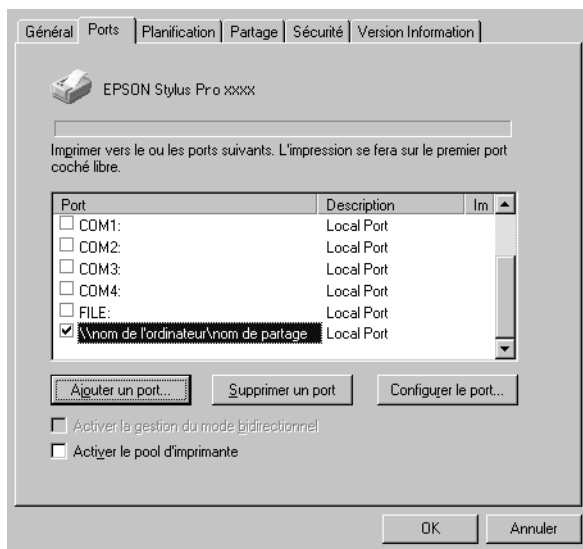 Général Ports Planification Partage Sécurité Version Information
EPSON Stylus Pro xxxx
Imprimer vers le ou les ports suivants. L'impression se fera sur le premier port
coché libre.
Port Description Im
COM1: Local Port
COM2: Local Port
COM3: Local Port
COM4: Local Port
FILE: Local Port
\\nom de l'ordinateur\nom de partage Local Port
Ajouter un port... Supprimer un port Configurer le port...
Activer la gestion du mode bidirectionnel
Activer le pool d'imprimante
OK Annuler